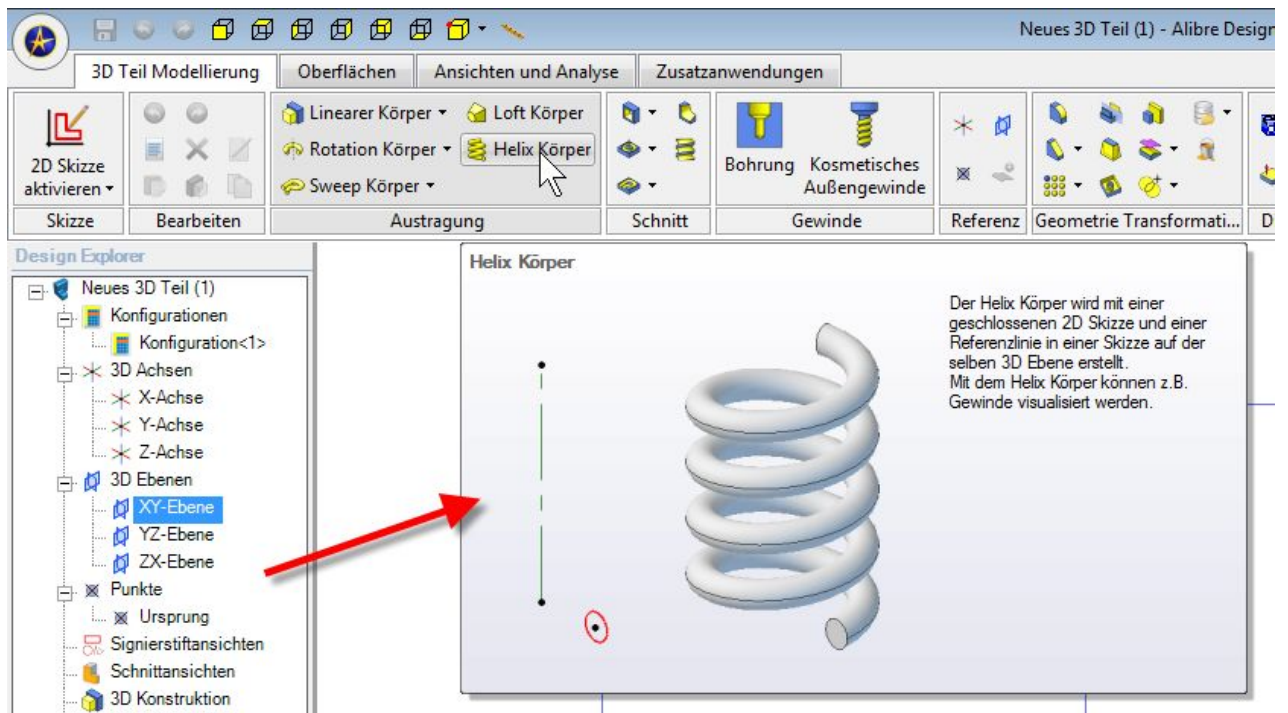 Neues 3D Teil (1) - Alibre Design
3D Teil Modellierung
Oberflächen
Ansichten und Analyse
Zusatzanwendungen
2D Skizze
aktivieren
Linearer Körper
Loft Körper
Rotation Körper
Helix Körper
Sweep Körper
Bohrung
Kosmetisches
Außengewinde
Skizze
Bearbeiten
Austragung
Schnitt
Gewinde
Referenz
Geometrie Transformati...
D
Design Explorer
Neues 3D Teil (1)
Konfigurationen
Konfiguration<1>
3D Achsen
X-Achse
Y-Achse
Z-Achse
3D Ebenen
XY-Ebene
YZ-Ebene
ZX-Ebene
Punkte
Ursprung
Signierstiftansichten
Schnittansichten
3D Konstruktion
Helix Körper
Der Helix Körper wird mit einer
geschlossenen 2D Skizze und einer
Referenzlinie in einer Skizze auf der
selben 3D Ebene erstellt.
Mit dem Helix Körper können z.B.
Gewinde visualisiert werden.